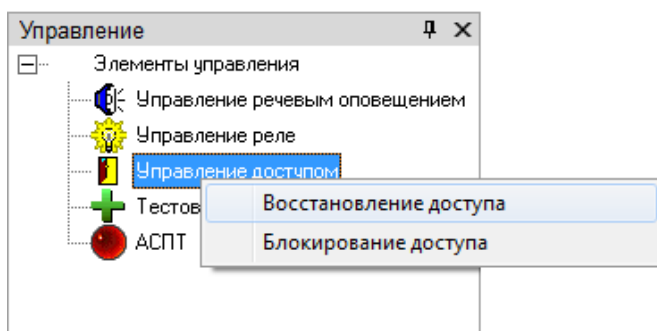 Управление
Элементы управления
Управление речевым оповещением
Управление реле
Управление доступом
Восстановление доступа
Тестов
Блокирование доступа
АСПТ